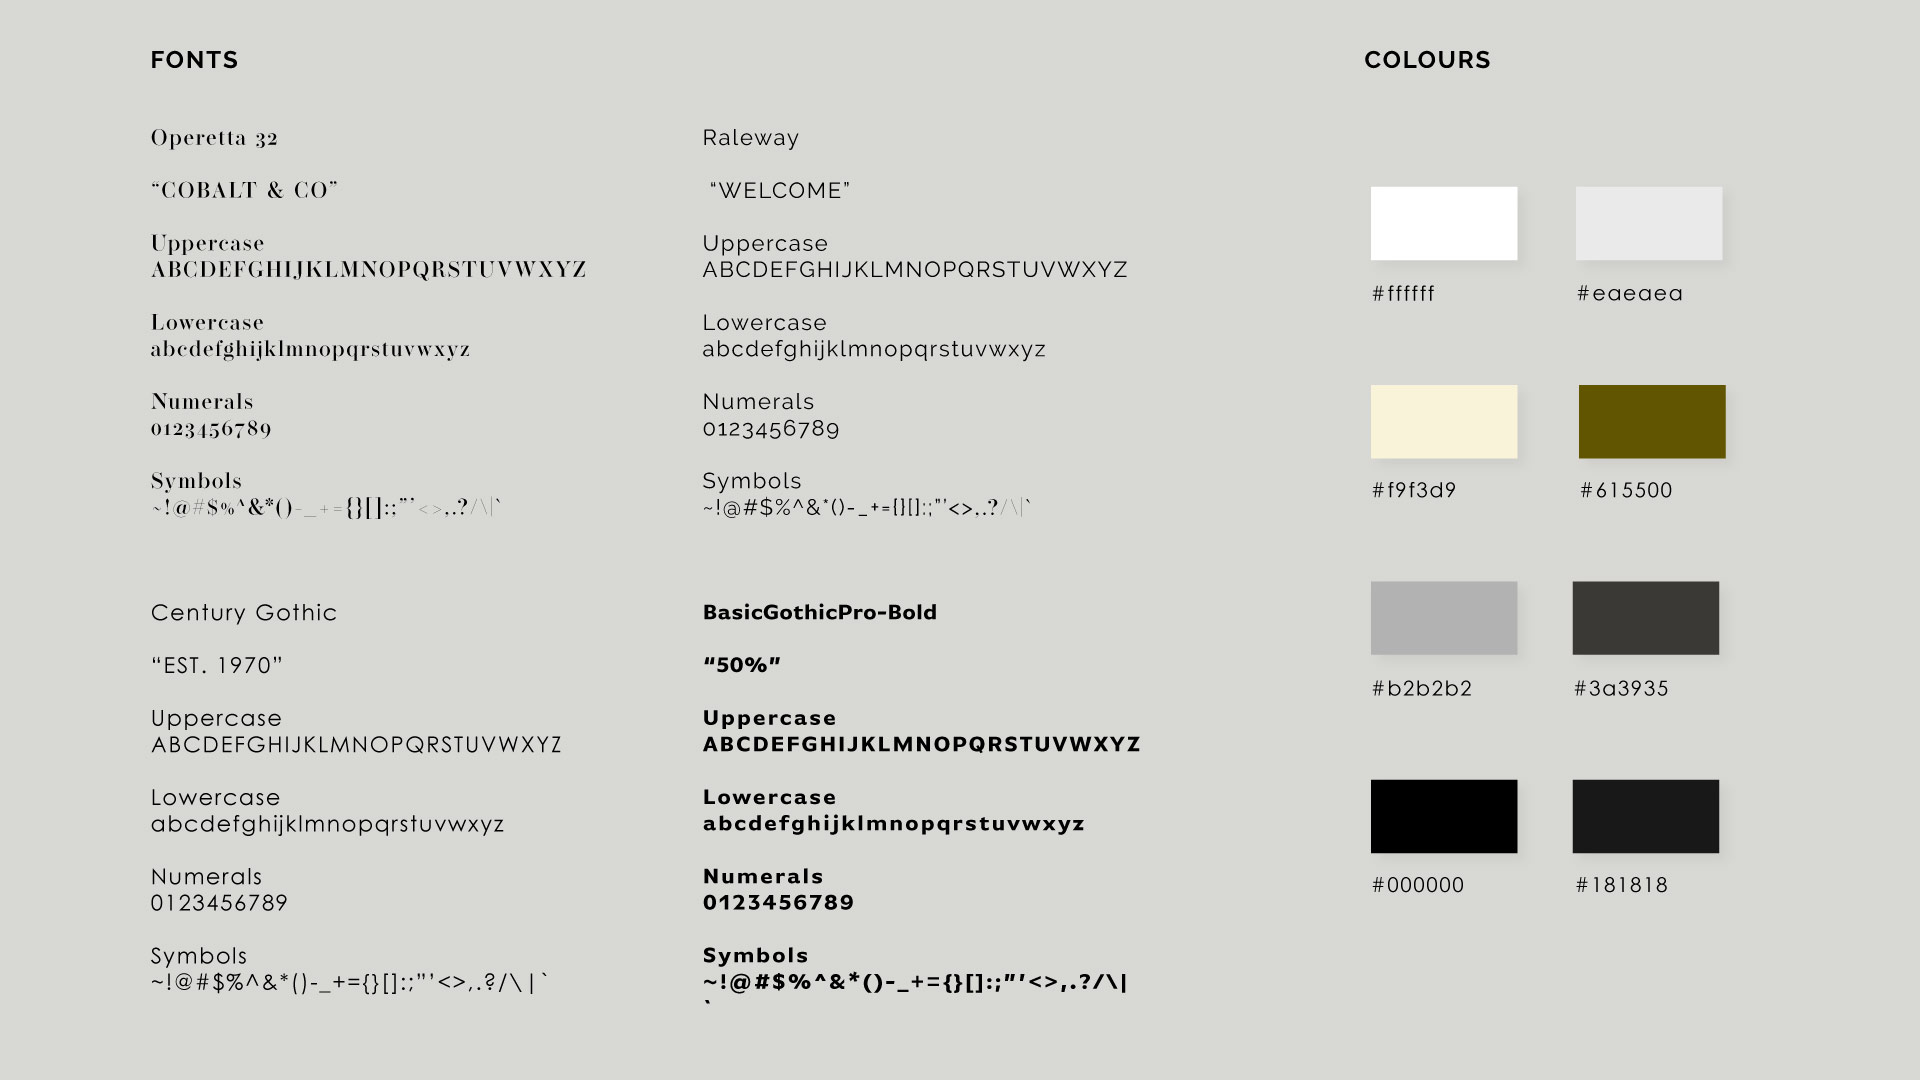 FONTS
Operetta 32
“COBALT & CO”
Uppercase
ABCDEFGHIJKLMNOPQRSTUVWXYZ
Lowercase
abcdefghijklmnopqrstuvwxyz
Numerals
0123456789
Symbols
~!@#$%^&*()-_+={}[]:;”’<>,.?/\|`
Raleway
“WELCOME”
Uppercase
ABCDEFGHIJKLMNOPQRSTUVWXYZ
Lowercase
abcdefghijklmnopqrstuvwxyz
Numerals
0123456789
Symbols
~!@#$%^&*()-_+={}[]:;"'<>,.?/\|`
Century Gothic
“EST. 1970”
Uppercase
ABCDEFGHIJKLMNOPQRSTUVWXYZ
Lowercase
abcdefghijklmnopqrstuvwxyz
Numerals
0123456789
Symbols
~!@#$%^&*()-_+={}[]:;”’<>,.?/\|`
BasicGothicPro-Bold
“50%”
Uppercase
ABCDEFGHIJKLMNOPQRSTUVWXYZ
Lowercase
abcdefghijklmnopqrstuvwxyz
Numerals
0123456789
Symbols
~!@#$%^&*()-_+={}[]:;”’<>,.?/\|
`
COLOURS
#ffffff
#eaeaea
#f9f3d9
#615500
#b2b2b2
#3a3935
#000000
#181818